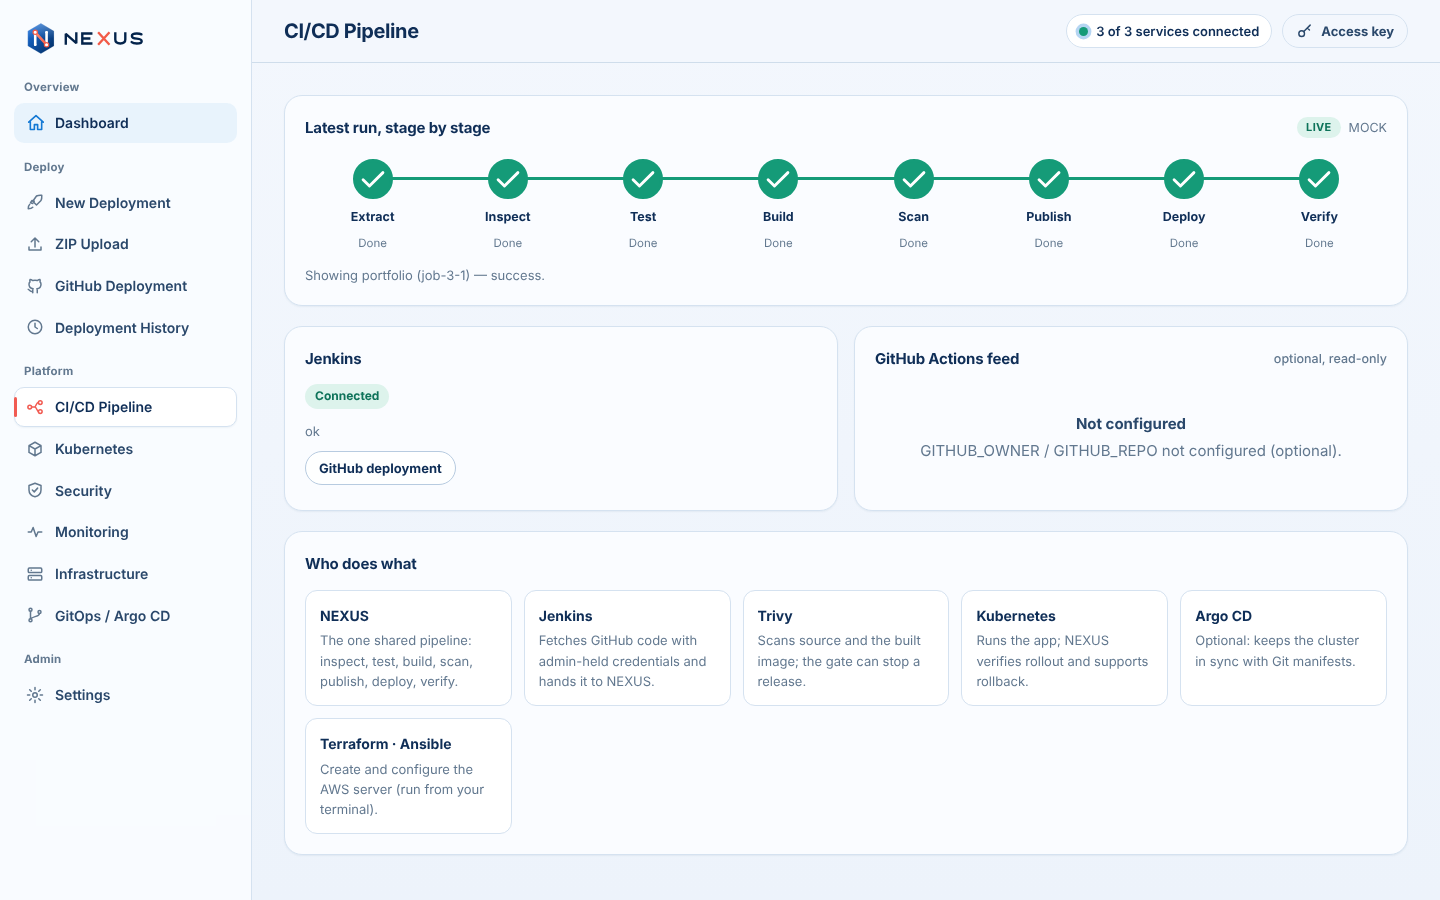 NEXUS
Overview
Dashboard
Deploy
New Deployment
ZIP Upload
GitHub Deployment
Deployment History
Platform
CI/CD Pipeline
Kubernetes
Security
Monitoring
Infrastructure
GitOps / Argo CD
Admin
Settings
CI/CD Pipeline
3 of 3 services connected
Access key
Latest run, stage by stage
LIVE MOCK
Extract Inspect Test Build Scan Publish Deploy Verify
Done Done Done Done Done Done Done Done
Showing portfolio (job-3-1) — success.
Jenkins
Connected
ok
GitHub deployment
GitHub Actions feed
optional, read-only
Not configured
GITHUB_OWNER / GITHUB_REPO not configured (optional).
Who does what
NEXUS
The one shared pipeline:
inspect, test, build, scan,
publish, deploy, verify.
Jenkins
Fetches GitHub code with
admin-held credentials and
hands it to NEXUS.
Trivy
Scans source and the built
image; the gate can stop a
release.
Kubernetes
Runs the app; NEXUS
verifies rollout and supports
rollback.
Argo CD
Optional: keeps the cluster
in sync with Git manifests.
Terraform · Ansible
Create and configure the
AWS server (run from your
terminal).